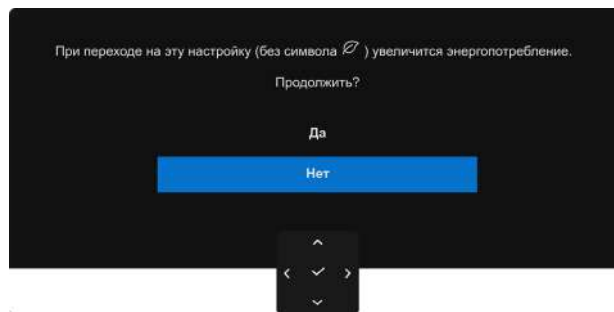 При переходе на эту настройку (без символа ) увеличится энергопотребление.
Продолжить?
Да
Нет